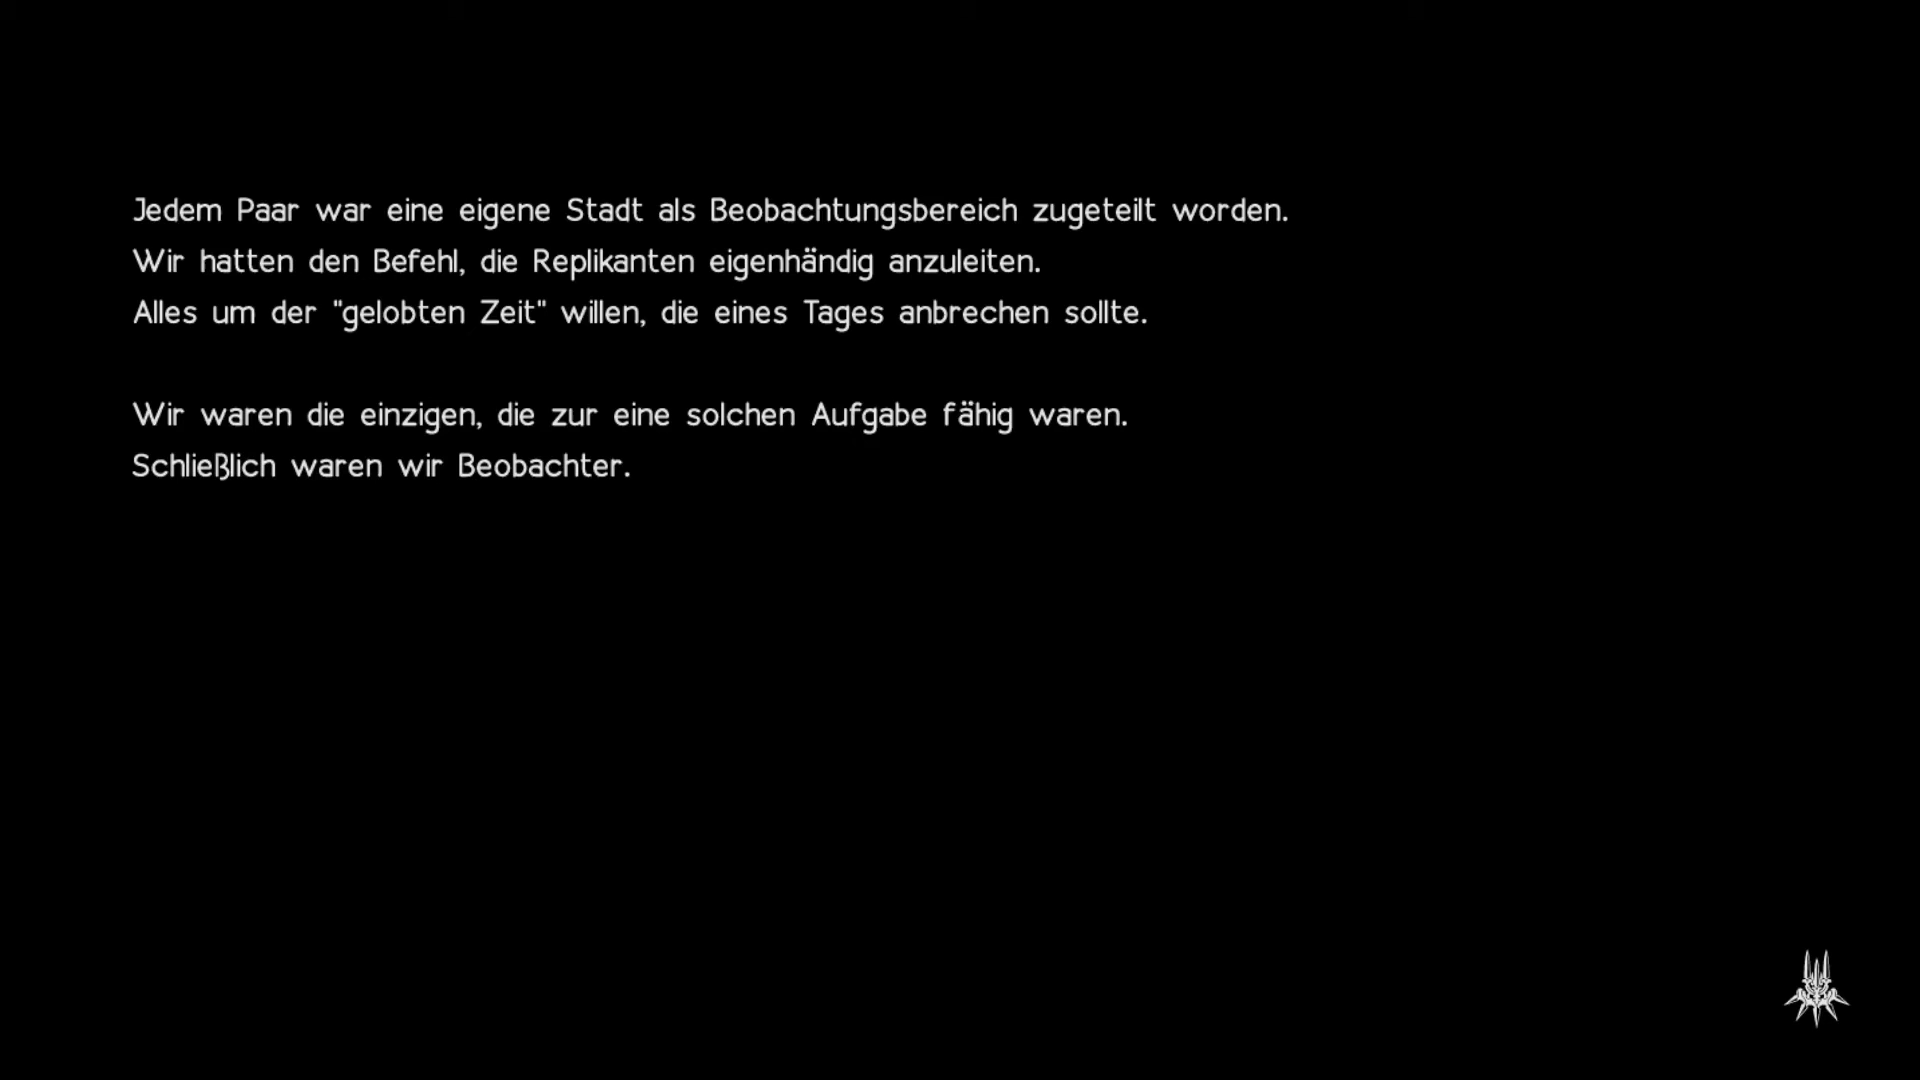 Jedem Paar war eine eigene Stadt als Beobachtungsbereich zugeteilt worden.
Wir hatten den Befehl, die Replikanten eigenhändig anzuleiten.
Alles um der "gelobten Zeit" willen, die eines Tages anbrechen sollte.
Wir waren die einzigen, die zur eine solchen Aufgabe fähig waren.
Schließlich waren wir Beobachter.